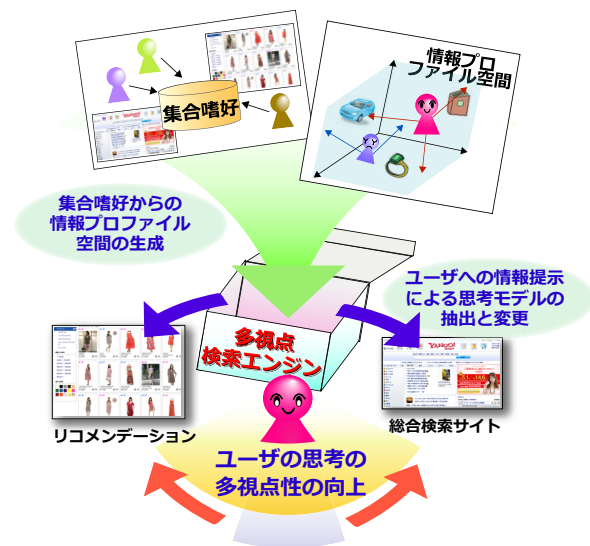 集合嗜好
情報プロ
ファイル空間
YAHOO!
集合嗜好からの
情報プロファイル
空間の生成
ユーザへの情報提示
による思考モデルの
抽出と変更
多視点
検索エンジン
YAHOO!
リコメンデーション
総合検索サイト
ユーザの思考の
多視点性の向上